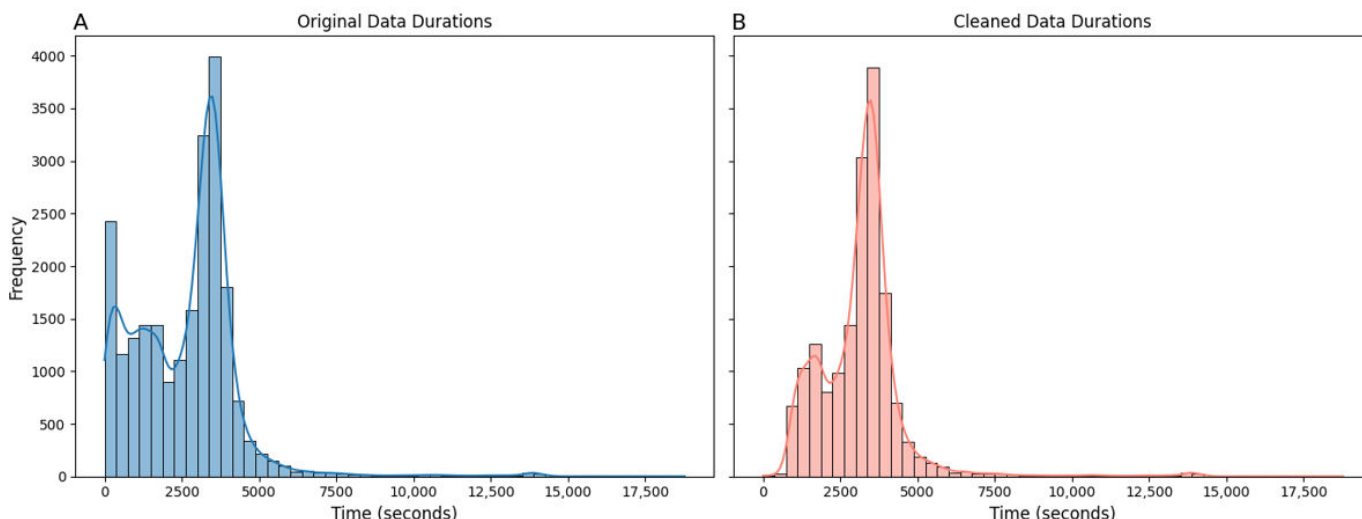 A Original Data Durations B Cleaned Data Durations
4000
3500
3000
2500
2000
1500
1000
500
0
Frequency
0 2500 5000 7500 10,000 12,500 15,000 17,500
Time (seconds)
0 2500 5000 7500 10,000 12,500 15,000 17,500
Time (seconds)